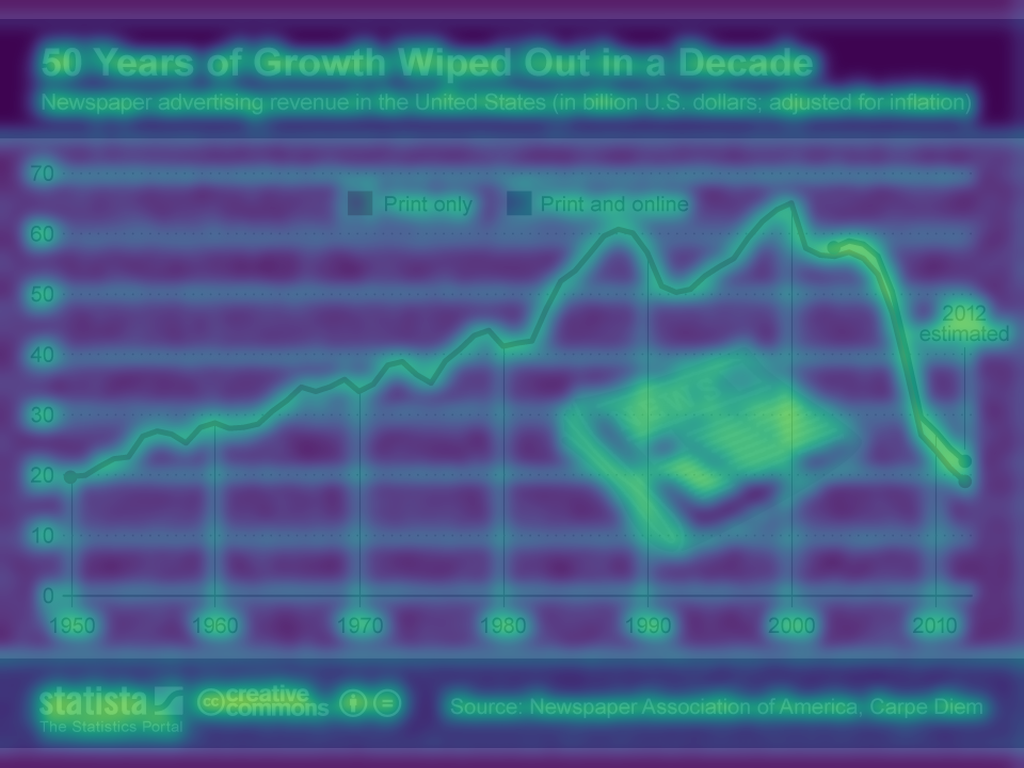 50 Years of Growth Wiped Out in a Decade
Newspaper advertising revenue in the United States (in billion U.S. dollars; adjusted for inflation)
70
Print only
Print and online
60
50
2012
estimated
40
30
20
10
0
1950 1960 1970 1980 1990 2000 2010
statista
The Statistics Portal
cc creative commons
Source: Newspaper Association of America, Carpe Diem